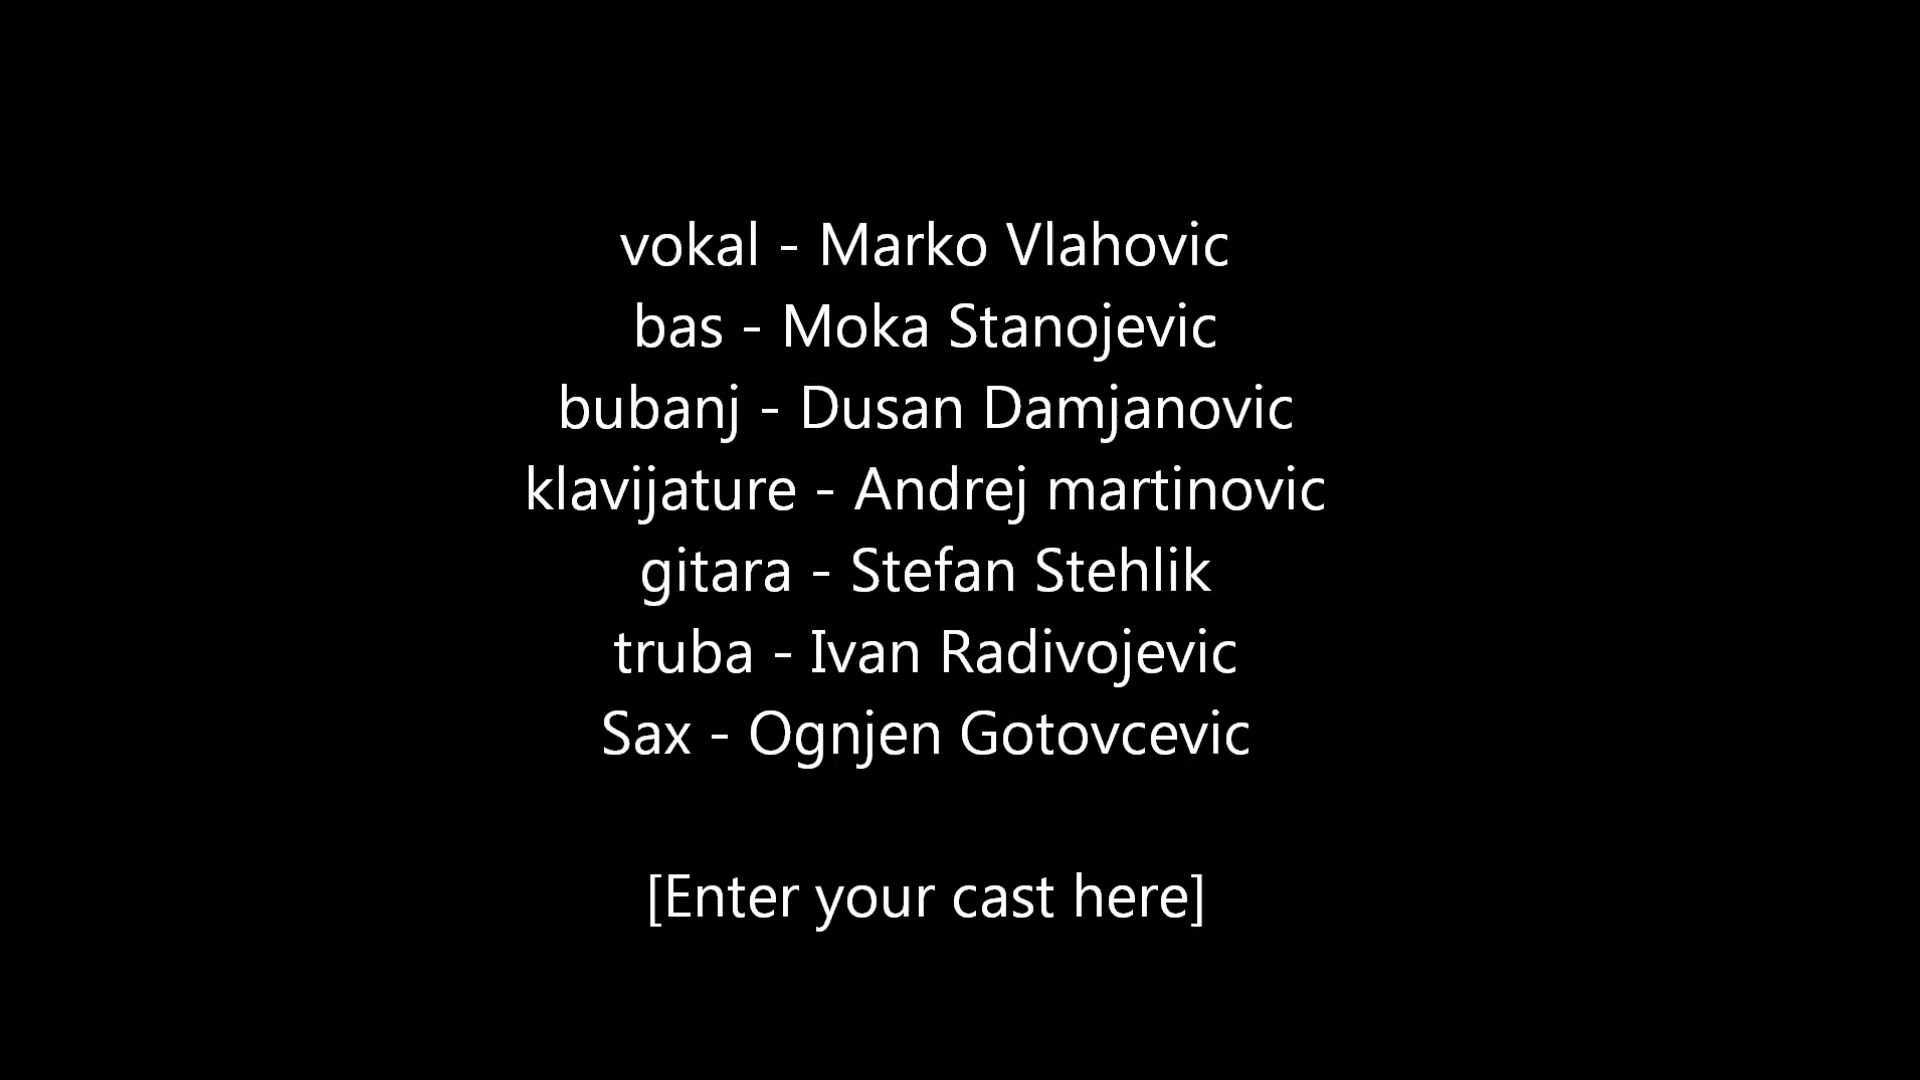 vokal - Marko Vlahovic
bas - Moka Stanojevic
bubanj - Dusan Damjanovic
klavijature - Andrej martinovic
gitara - Stefan Stehlik
truba - Ivan Radivojevic
Sax - Ognjen Gotovcevic
[Enter your cast here]